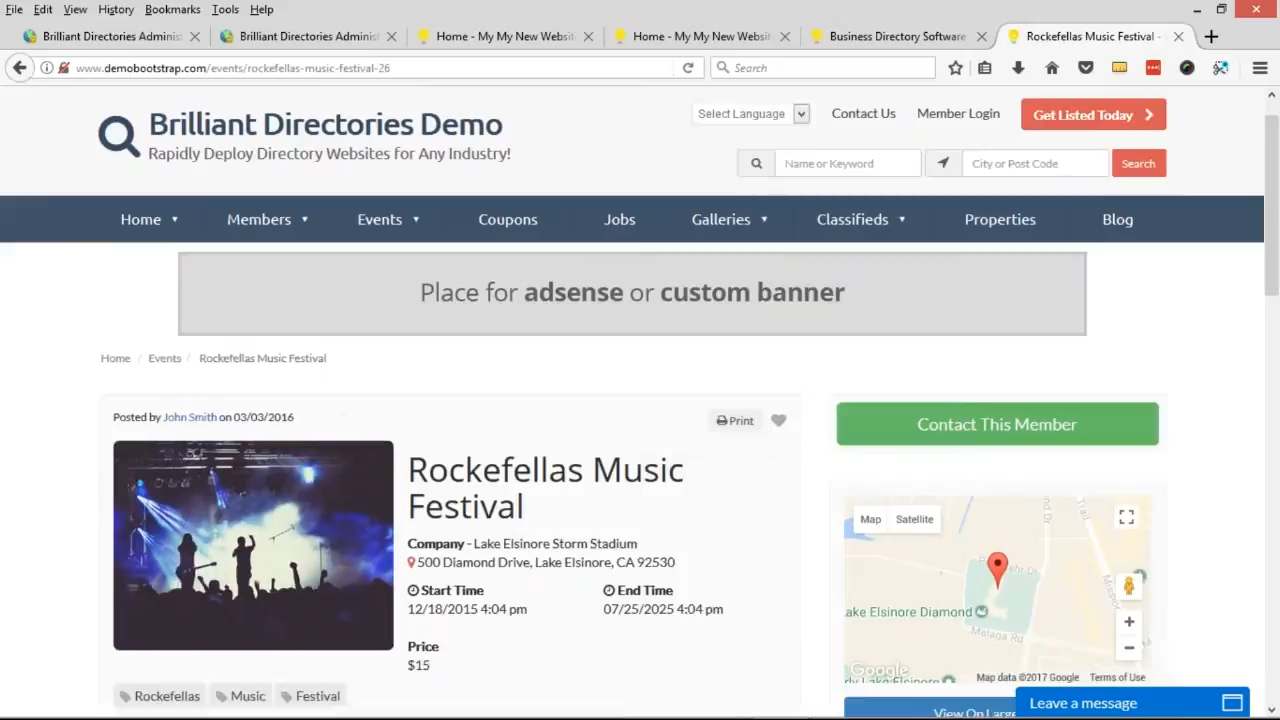 File Edit View History Bookmarks Tools Help
Brilliant Directories Administ Brilliant Directories Administ Home - My My New Websit Home - My My New Websit Business Directory Software Rockefellas Music Festival -
www.demobootstrap.com/events/rockefellas-music-festival-26 Search
Brilliant Directories Demo
Rapidly Deploy Directory Websites for Any Industry!
Select Language Contact Us Member Login Get Listed Today
Name or Keyword City or Post Code Search
Home Members Events Coupons Jobs Galleries Classifieds Properties Blog
Place for adsense or custom banner
Home / Events / Rockefellas Music Festival
Posted by John Smith on 03/03/2016 Print
Rockefellas Music
Festival
Company - Lake Elsinore Storm Stadium
500 Diamond Drive, Lake Elsinore, CA 92530
Start Time End Time
12/18/2015 4:04 pm 07/25/2025 4:04 pm
Price
$15
Rockefellas Music Festival
Contact This Member
Map Satellite
ake Elsinore Diamond
Malaga Rd
Google
Map data ©2017 Google Terms of Use
View On Large
Leave a message